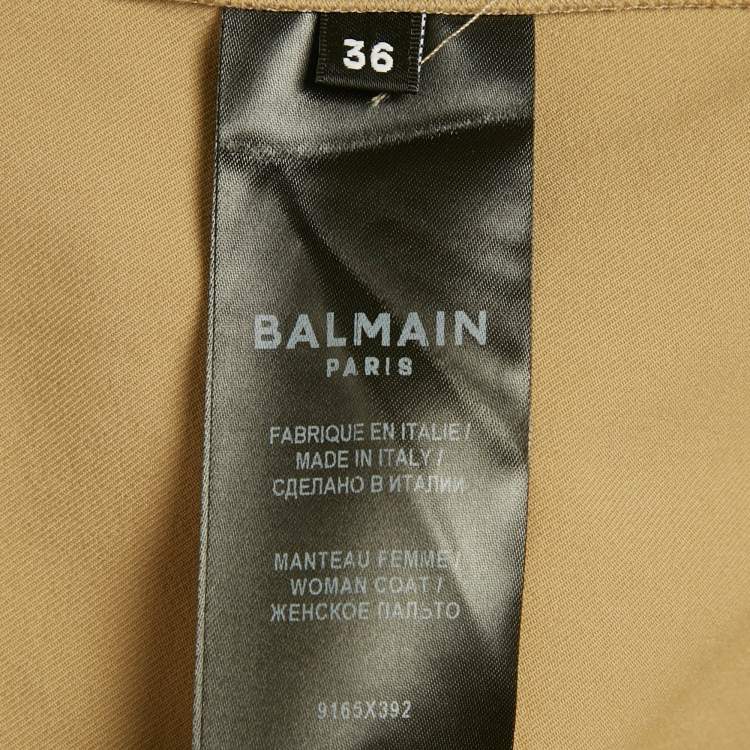 36
BALMAIN
PARIS
FABRIQUE EN ITALIE /
MADE IN ITALY /
СДЕЛАНО В ИТАЛИИ
MANTEAU FEMME /
WOMAN COAT /
ЖЕНСКОЕ ПАЛЬТО
9165X392